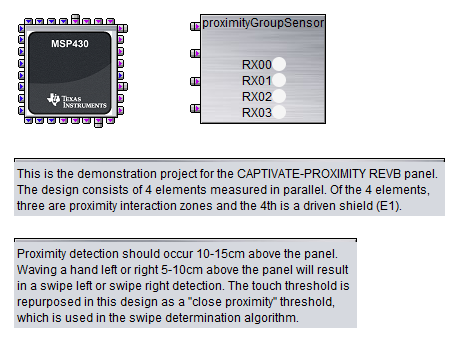 MSP430
TEXAS
INSTRUMENTS
proximityGroupSensor
RX00
RX01
RX02
RX03
This is the demonstration project for the CAPTIVATE-PROXIMITY REVB panel.
The design consists of 4 elements measured in parallel. Of the 4 elements,
three are proximity interaction zones and the 4th is a driven shield (E1).
Proximity detection should occur 10-15cm above the panel.
Waving a hand left or right 5-10cm above the panel will result
in a swipe left or swipe right detection. The touch threshold is
repurposed in this design as a "close proximity" threshold,
which is used in the swipe determination algorithm.